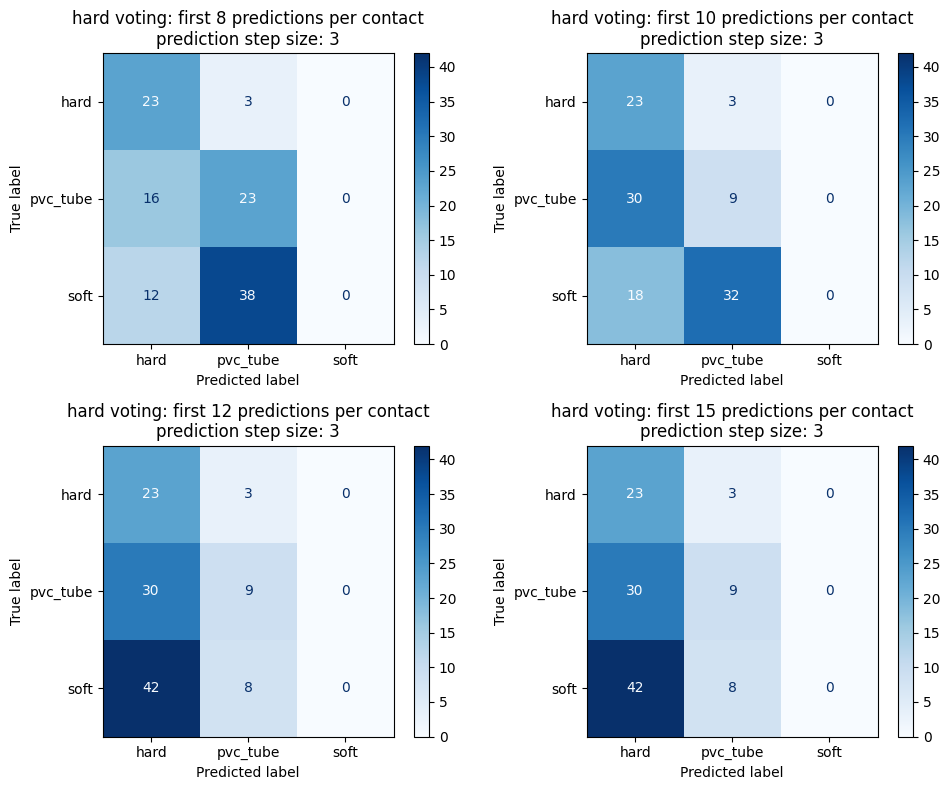 hard voting: first 8 predictions per contact
prediction step size: 3
True label
hard
pvc_tube
soft
23 3 0
16 23 0
12 38 0
hard pvc_tube soft
Predicted label
40
35
30
25
20
15
10
5
0
hard voting: first 10 predictions per contact
prediction step size: 3
True label
hard
pvc_tube
soft
23 3 0
30 9 0
18 32 0
hard pvc_tube soft
Predicted label
40
35
30
25
20
15
10
5
0
hard voting: first 12 predictions per contact
prediction step size: 3
True label
hard
pvc_tube
soft
23 3 0
30 9 0
42 8 0
hard pvc_tube soft
Predicted label
40
35
30
25
20
15
10
5
0
hard voting: first 15 predictions per contact
prediction step size: 3
True label
hard
pvc_tube
soft
23 3 0
30 9 0
42 8 0
hard pvc_tube soft
Predicted label
40
35
30
25
20
15
10
5
0